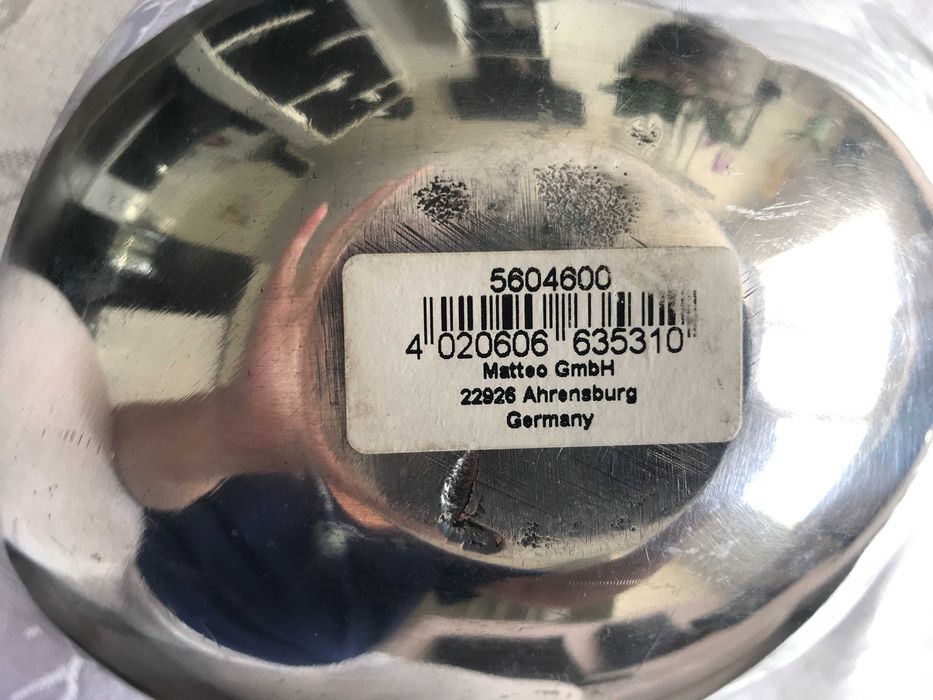 5604600
4 020606 635310
Matteo GmbH
22926 Ahrensburg
Germany